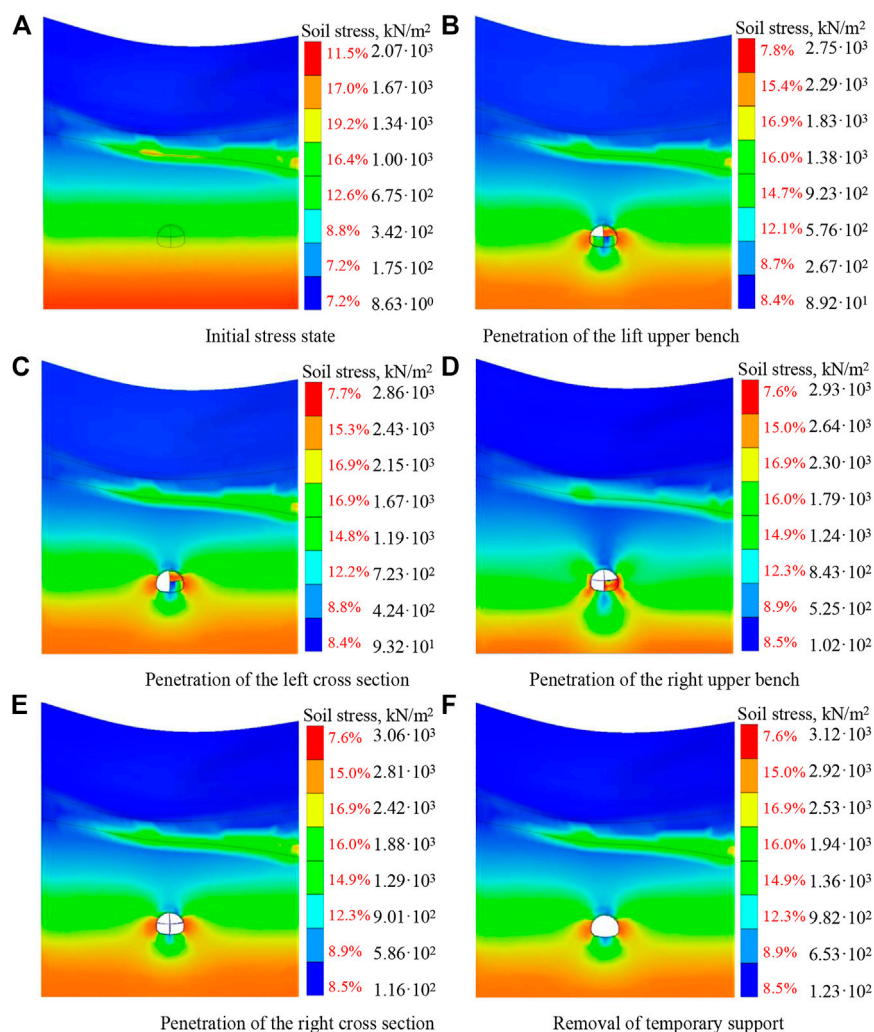 A
Soil stress, kN/m²
11.5% 2.07·10³
17.0% 1.67·10³
19.2% 1.34·10³
16.4% 1.00·10³
12.6% 6.75·10²
8.8% 3.42·10²
7.2% 1.75·10²
7.2% 8.63·10⁰
Initial stress state
B
Soil stress, kN/m²
7.8% 2.75·10³
15.4% 2.29·10³
16.9% 1.83·10³
16.0% 1.38·10³
14.7% 9.23·10²
12.1% 5.76·10²
8.7% 2.67·10²
8.4% 8.92·10¹
Penetration of the lift upper bench
C
Soil stress, kN/m²
7.7% 2.86·10³
15.3% 2.43·10³
16.9% 2.15·10³
16.9% 1.67·10³
14.8% 1.19·10³
12.2% 7.23·10²
8.8% 4.24·10²
8.4% 9.32·10¹
Penetration of the left cross section
D
Soil stress, kN/m²
7.6% 2.93·10³
15.0% 2.64·10³
16.9% 2.30·10³
16.0% 1.79·10³
14.9% 1.24·10³
12.3% 8.43·10²
8.9% 5.25·10²
8.5% 1.02·10²
Penetration of the right upper bench
E
Soil stress, kN/m²
7.6% 3.06·10³
15.0% 2.81·10³
16.9% 2.42·10³
16.0% 1.88·10³
14.9% 1.29·10³
12.3% 9.01·10²
8.9% 5.86·10²
8.5% 1.16·10²
Penetration of the right cross section
F
Soil stress, kN/m²
7.6% 3.12·10³
15.0% 2.92·10³
16.9% 2.53·10³
16.0% 1.94·10³
14.9% 1.36·10³
12.3% 9.82·10²
8.9% 6.53·10²
8.5% 1.23·10²
Removal of temporary support